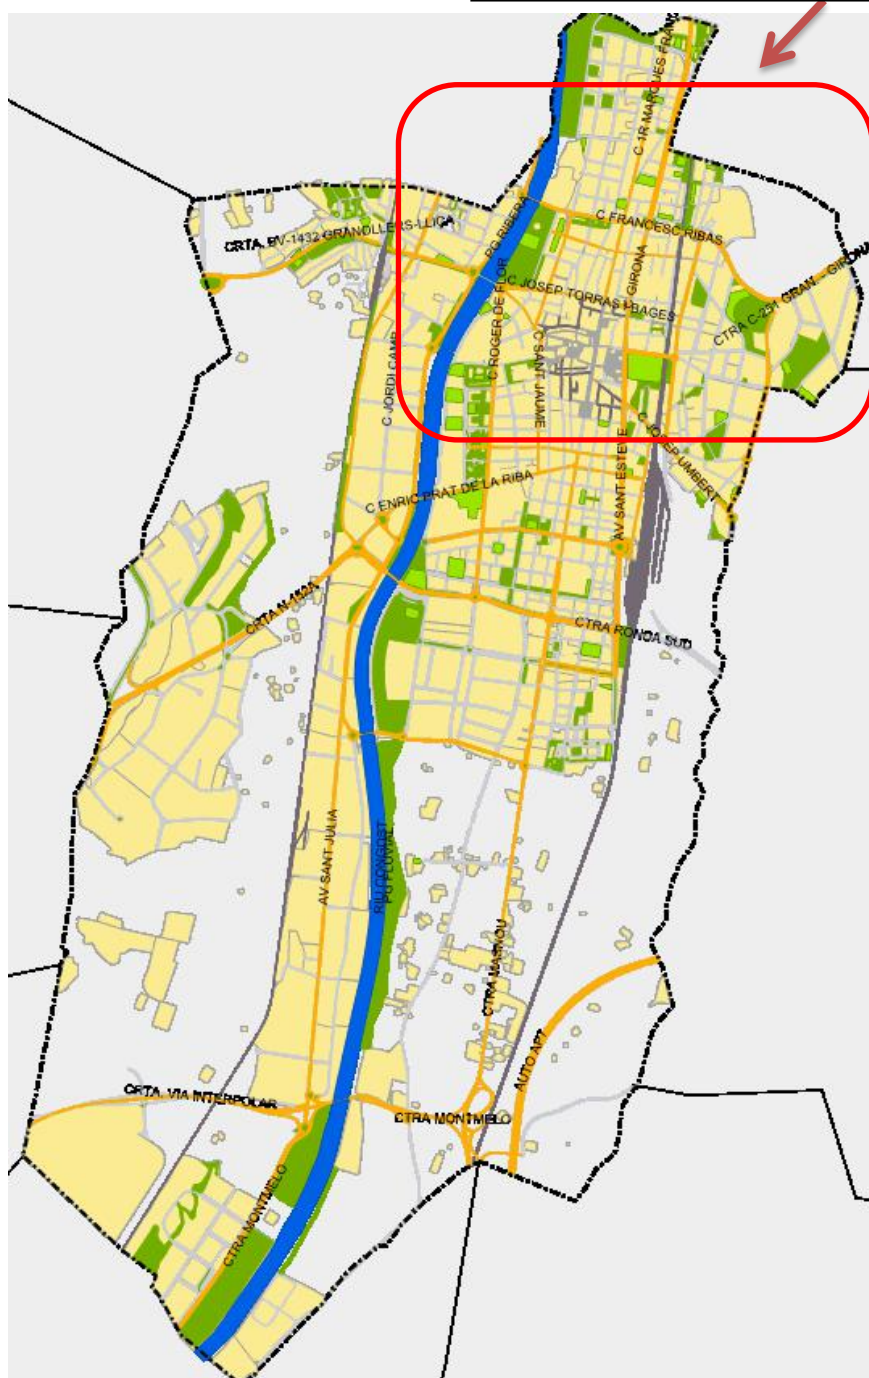 C 1R MARQUES FRAN
PG RIBERA
C FRANCESC RIBAS
CRTA. BV-1432 GRANOLLERS-LLIÇA
GIRONA
CTRA C-251 GRAN. - GIRONA
C JOSEP TORRAS I BAGES
C ROGER DE FLOR
C SANT JAUME
C JORDI CAMP
C JOSEP UMBERT
AV SANT ESTEVE
C ENRIC PRAT DE LA RIBA
CRTA N-152A
CTRA RONDA SUD
AV SANT JULIA
RIU CONGOST
PG FLUVIAL
CTRA MASNOU
AUTO AP7
CRTA. VIA INTERPOLAR
CTRA MONTMELO
CTRA MONTMELO